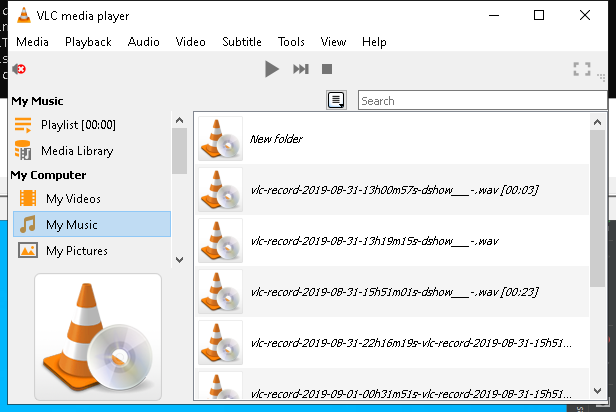 VLC media player
Media Playback Audio Video Subtitle Tools View Help
My Music
Playlist [00:00]
Media Library
My Computer
My Videos
My Music
My Pictures
Search
New folder
vlc-record-2019-08-31-13h00m57s-dshow___-.wav [00:03]
vlc-record-2019-08-31-13h19m15s-dshow___-.wav
vlc-record-2019-08-31-15h51m01s-dshow___-.wav [00:23]
vlc-record-2019-08-31-22h16m19s-vlc-record-2019-08-31-15h51...
vlc-record-2019-09-01-00h31m51s-vlc-record-2019-08-31-15h51...